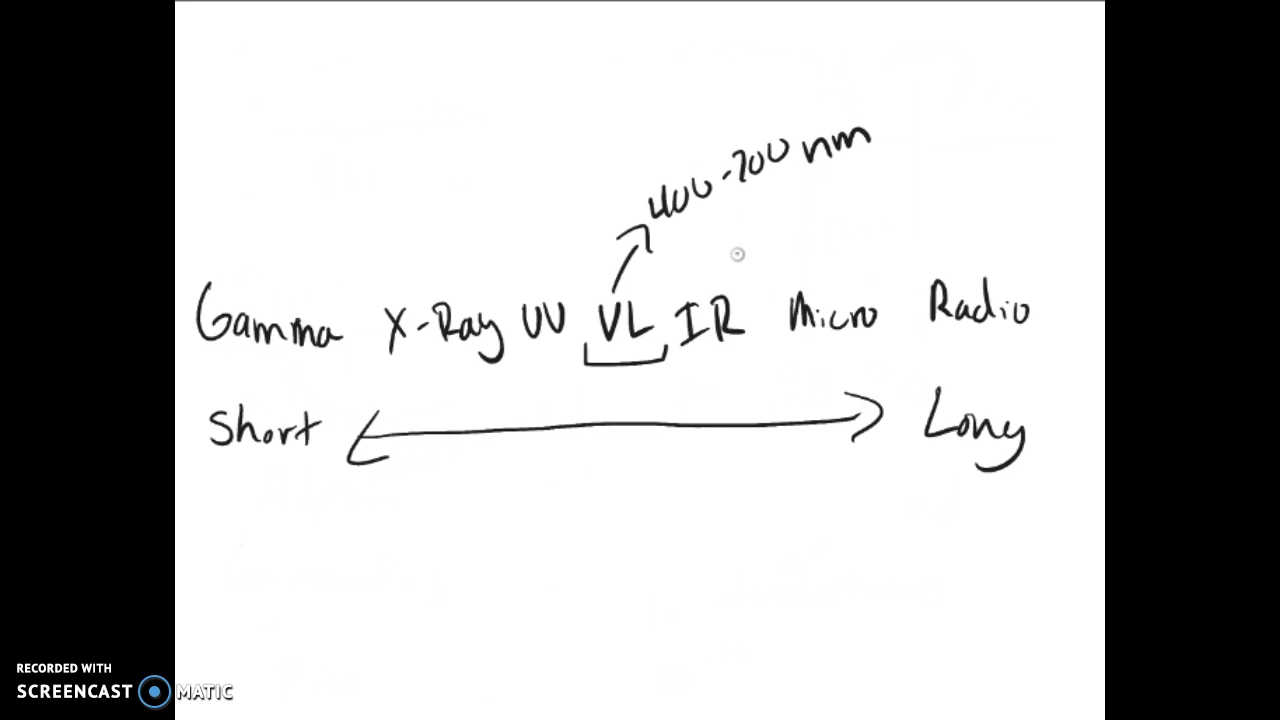 400-700 nm
Gamma X-Ray UV VL IR Micro Radio
Short Long
RECORDED WITH
SCREENCAST MATIC